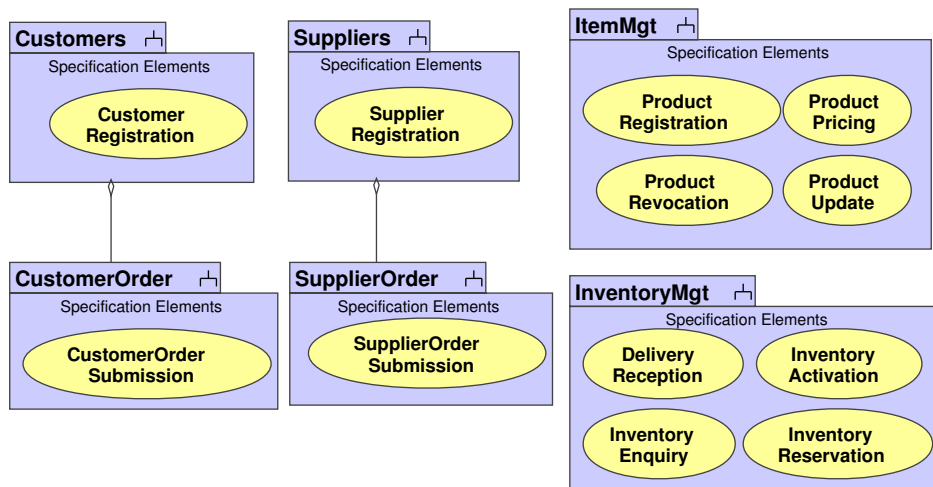 Customers
Specification Elements
Customer
Registration
Suppliers
Specification Elements
Supplier
Registration
ItemMgt
Specification Elements
Product
Registration
Product
Pricing
Product
Revocation
Product
Update
CustomerOrder
Specification Elements
CustomerOrder
Submission
SupplierOrder
Specification Elements
SupplierOrder
Submission
InventoryMgt
Specification Elements
Delivery
Reception
Inventory
Activation
Inventory
Enquiry
Inventory
Reservation